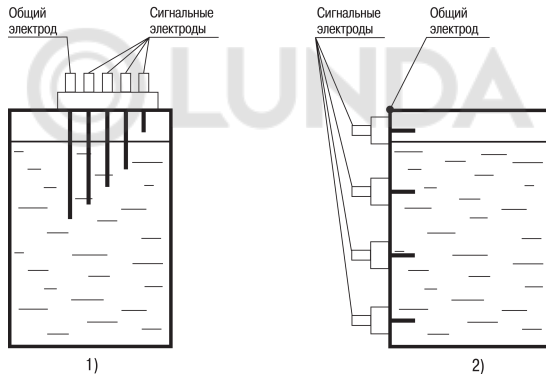 Общий
электрод
Сигнальные
электроды
Сигнальные
электроды
Общий
электрод
LUNDA
1)
2)